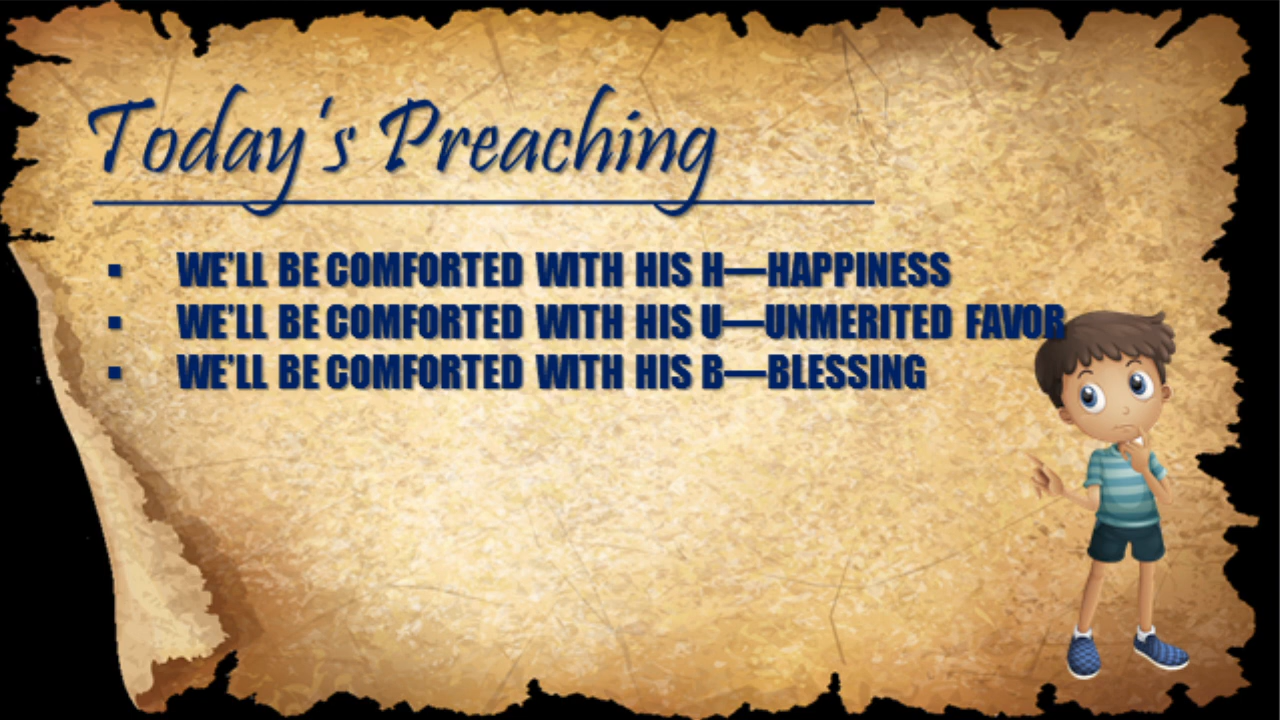 Today's Preaching
▪ WE'LL BE COMFORTED WITH HIS H—HAPPINESS
▪ WE'LL BE COMFORTED WITH HIS U—UNMERITED FAVOR
▪ WE'LL BE COMFORTED WITH HIS B—BLESSING